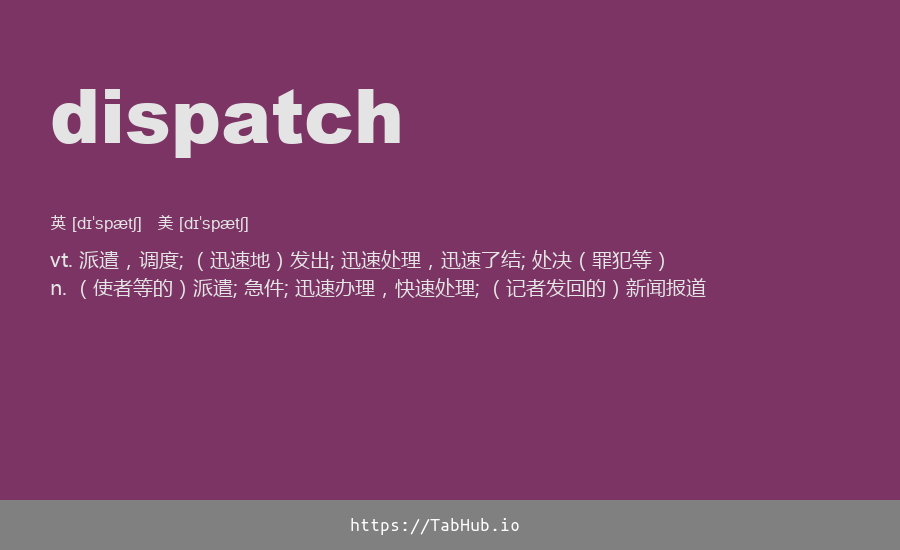 dispatch
英 [dɪˈspætʃ] 美 [dɪˈspætʃ]
vt. 派遣，调度; （迅速地）发出; 迅速处理，迅速了结; 处决（罪犯等）
n. （使者等的）派遣; 急件; 迅速办理，快速处理; （记者发回的）新闻报道
https://TabHub.io